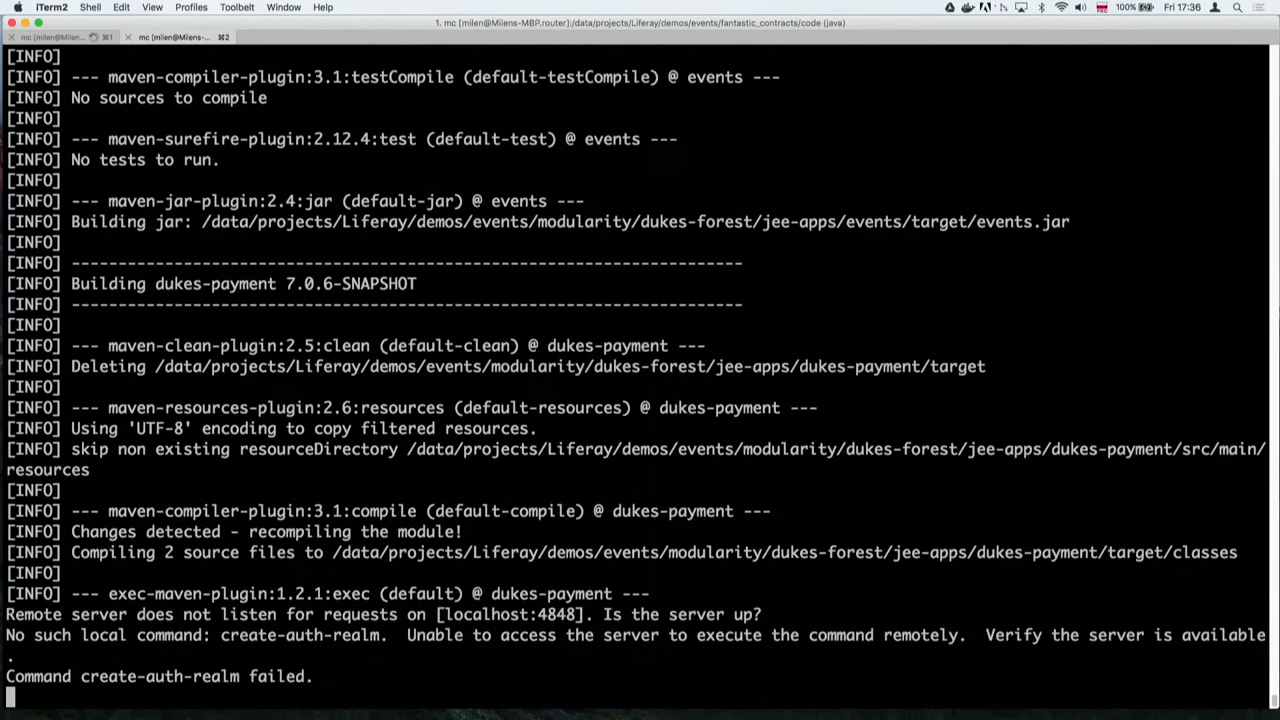 iTerm2 Shell Edit View Profiles Toolbelt Window Help 100% Fri 17:36
1. mc [milen@Milens-MBP.router]:/data/projects/Liferay/demos/events/fantastic_contracts/code (java)
mc [milen@Milen... ⌘1 mc [milen@Milens-... ⌘2
[INFO]
[INFO] --- maven-compiler-plugin:3.1:testCompile (default-testCompile) @ events ---
[INFO] No sources to compile
[INFO]
[INFO] --- maven-surefire-plugin:2.12.4:test (default-test) @ events ---
[INFO] No tests to run.
[INFO]
[INFO] --- maven-jar-plugin:2.4:jar (default-jar) @ events ---
[INFO] Building jar: /data/projects/Liferay/demos/events/modularity/dukes-forest/jee-apps/events/target/events.jar
[INFO]
[INFO] ------------------------------------------------------------------------
[INFO] Building dukes-payment 7.0.6-SNAPSHOT
[INFO] ------------------------------------------------------------------------
[INFO]
[INFO] --- maven-clean-plugin:2.5:clean (default-clean) @ dukes-payment ---
[INFO] Deleting /data/projects/Liferay/demos/events/modularity/dukes-forest/jee-apps/dukes-payment/target
[INFO]
[INFO] --- maven-resources-plugin:2.6:resources (default-resources) @ dukes-payment ---
[INFO] Using 'UTF-8' encoding to copy filtered resources.
[INFO] skip non existing resourceDirectory /data/projects/Liferay/demos/events/modularity/dukes-forest/jee-apps/dukes-payment/src/main/
resources
[INFO]
[INFO] --- maven-compiler-plugin:3.1:compile (default-compile) @ dukes-payment ---
[INFO] Changes detected - recompiling the module!
[INFO] Compiling 2 source files to /data/projects/Liferay/demos/events/modularity/dukes-forest/jee-apps/dukes-payment/target/classes
[INFO]
[INFO] --- exec-maven-plugin:1.2.1:exec (default) @ dukes-payment ---
Remote server does not listen for requests on [localhost:4848]. Is the server up?
No such local command: create-auth-realm.  Unable to access the server to execute the command remotely.  Verify the server is available
.
Command create-auth-realm failed.